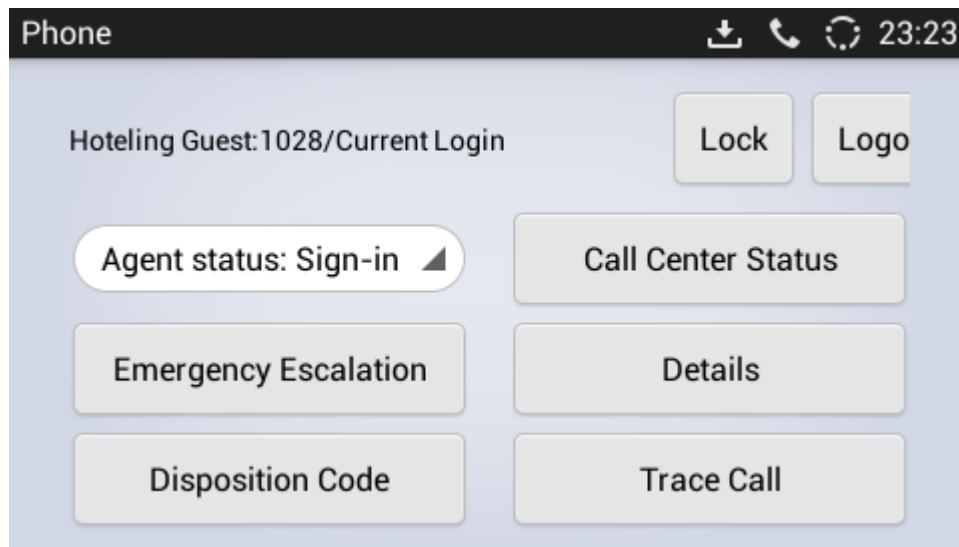 Phone 23:23
Hoteling Guest:1028/Current Login Lock Logo
Agent status: Sign-in Call Center Status
Emergency Escalation Details
Disposition Code Trace Call